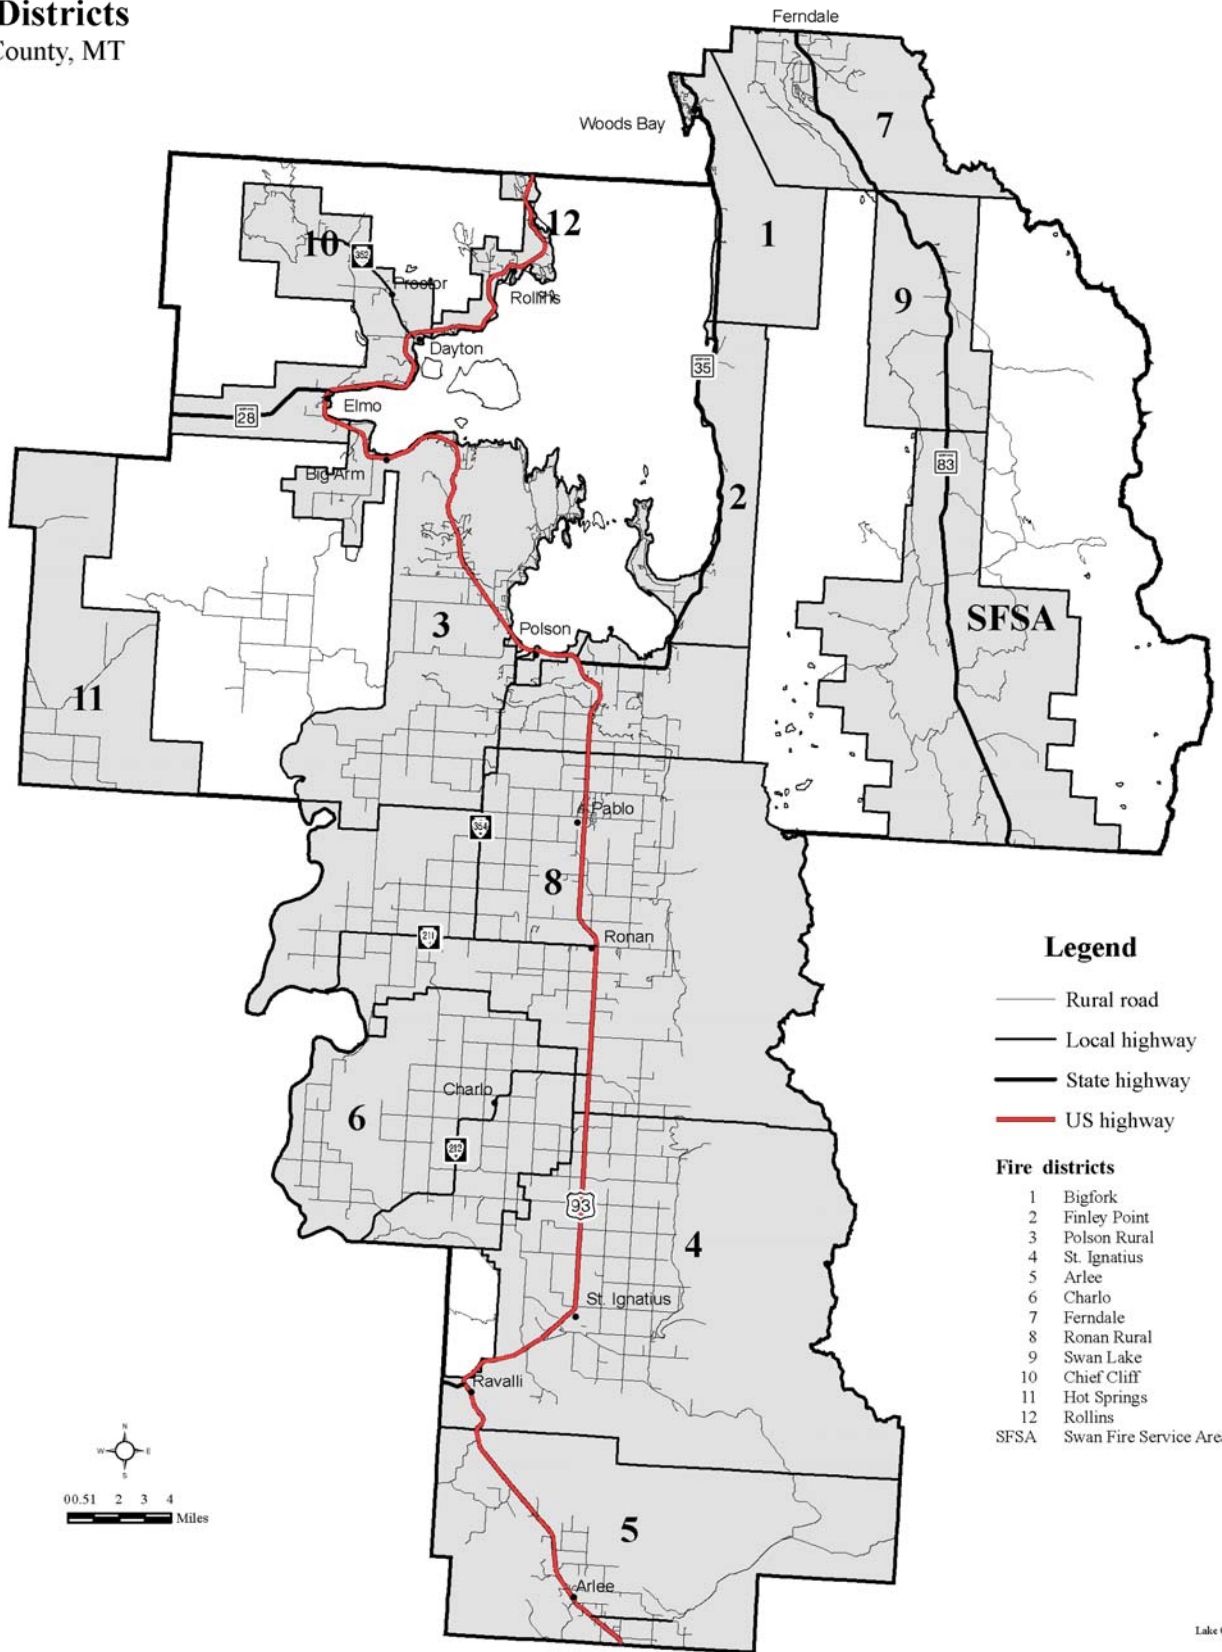 Districts
County, MT
Ferndale
Woods Bay
7
12
1
10
352
Proctor
Rollins
9
Dayton
35
Elmo
28
83
Big Arm
2
SFSA
3
Polson
11
Pablo
354
8
211
Ronan
Charlo
6
212
93
4
St. Ignatius
Ravalli
5
Arlee
Legend
Rural road
Local highway
State highway
US highway
Fire districts
1 Bigfork
2 Finley Point
3 Polson Rural
4 St. Ignatius
5 Arlee
6 Charlo
7 Ferndale
8 Ronan Rural
9 Swan Lake
10 Chief Cliff
11 Hot Springs
12 Rollins
SFSA Swan Fire Service Area
N
W E
S
00.51 2 3 4
Miles
Lake